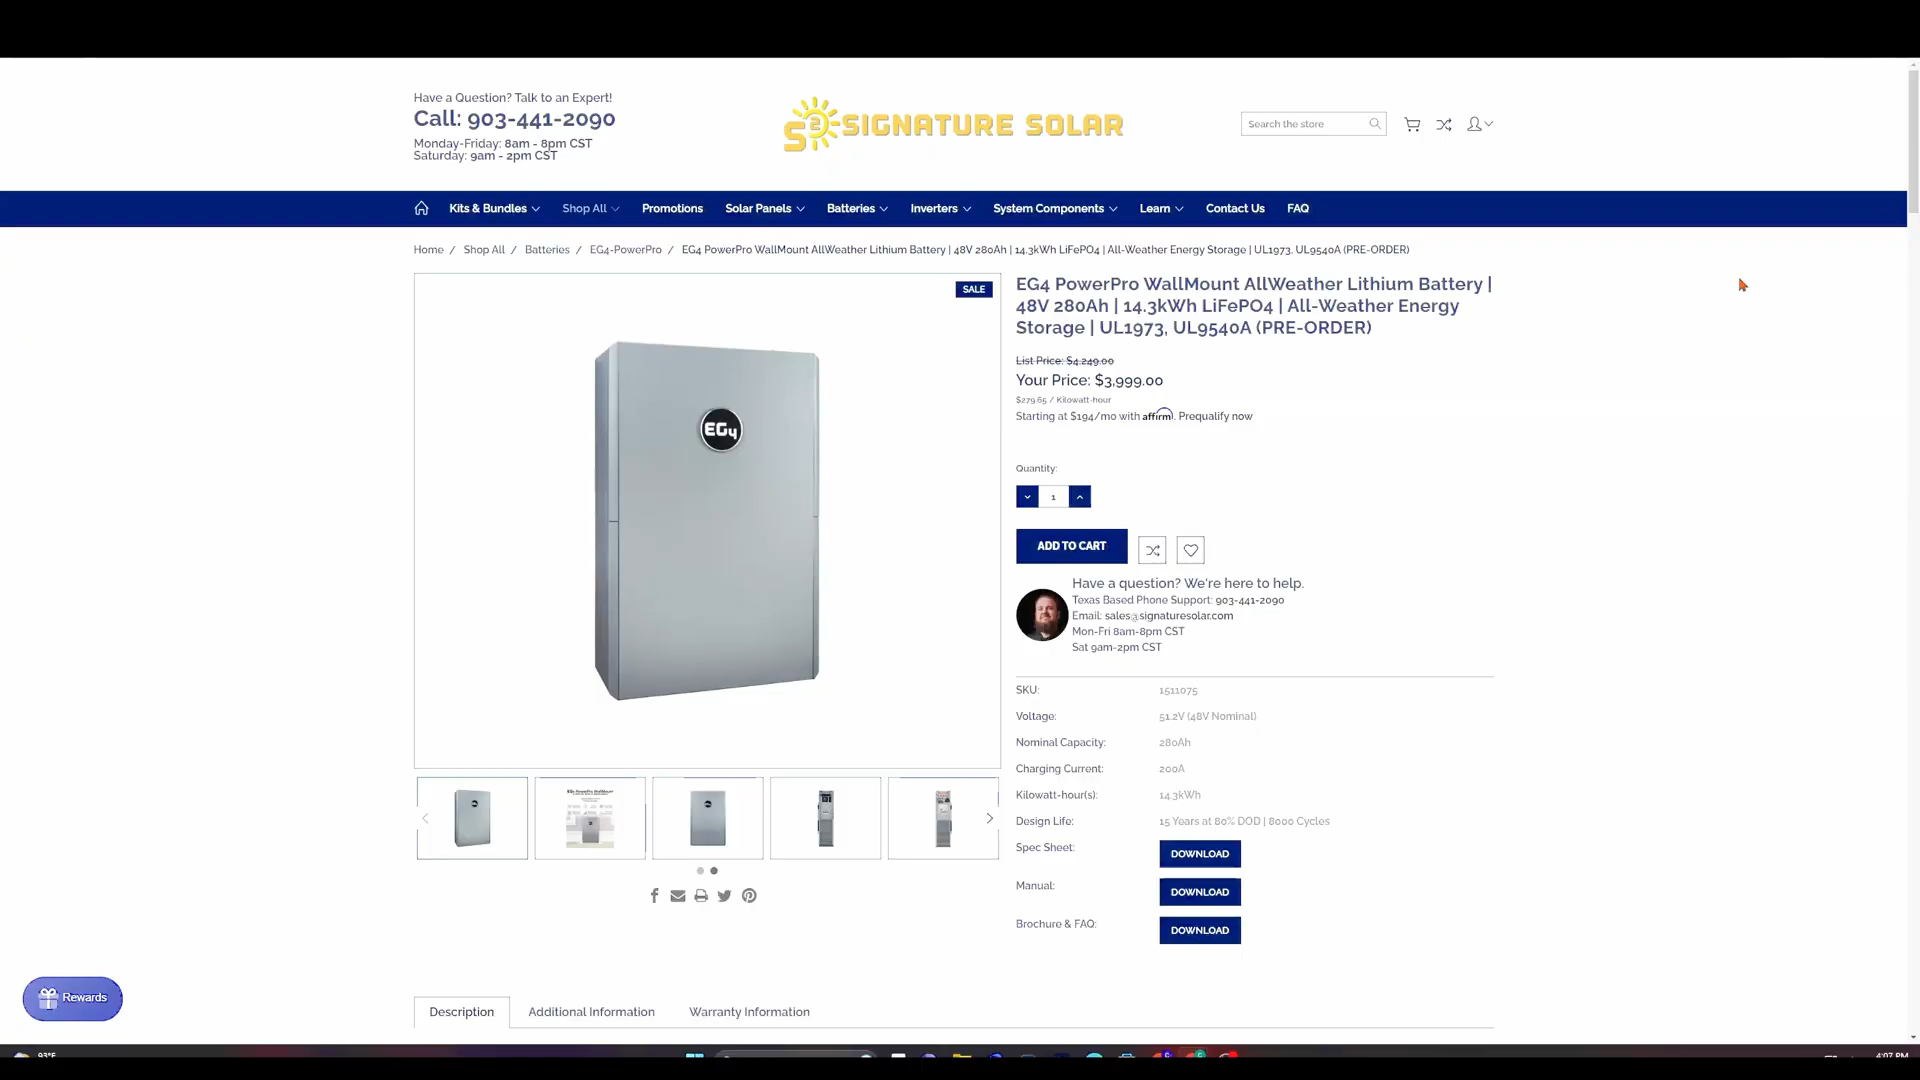 Have a Question? Talk to an Expert!
Call: 903-441-2090
Monday-Friday: 8am - 8pm CST
Saturday: 9am - 2pm CST
S2 SIGNATURE SOLAR
Search the store
Kits & Bundles
Shop All
Promotions
Solar Panels
Batteries
Inverters
System Components
Learn
Contact Us
FAQ
Home / Shop All / Batteries / EG4-PowerPro / EG4 PowerPro WallMount AllWeather Lithium Battery | 48V 280Ah | 14.3kWh LiFePO4 | All-Weather Energy Storage | UL1973, UL9540A (PRE-ORDER)
SALE
EG4
EG4 PowerPro WallMount AllWeather Lithium Battery |
48V 280Ah | 14.3kWh LiFePO4 | All-Weather Energy
Storage | UL1973, UL9540A (PRE-ORDER)
List Price: $4,249.00
Your Price: $3,999.00
$279.65 / Kilowatt-hour
Starting at $194/mo with affirm. Prequalify now
Quantity:
1
ADD TO CART
Have a question? We're here to help.
Texas Based Phone Support: 903-441-2090
Email: sales@signaturesolar.com
Mon-Fri 8am-8pm CST
Sat 9am-2pm CST
SKU: 1511075
Voltage: 51.2V (48V Nominal)
Nominal Capacity: 280Ah
Charging Current: 200A
Kilowatt-hour(s): 14.3kWh
Design Life: 15 Years at 80% DOD | 8000 Cycles
Spec Sheet: DOWNLOAD
Manual: DOWNLOAD
Brochure & FAQ: DOWNLOAD
EG4 PowerPro WallMount
Rewards
Description
Additional Information
Warranty Information
93°F
4:07 PM